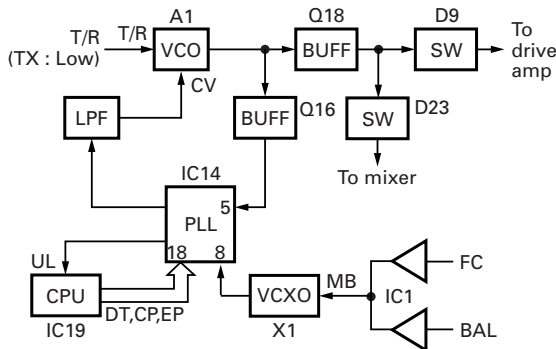 A1
Q18
D9
To
drive
amp
T/R
(TX : Low)
T/R
VCO
BUFF
SW
CV
LPF
BUFF
Q16
SW
D23
To mixer
IC14
PLL
5
18
8
UL
CPU
IC19
DT,CP,EP
VCXO
X1
MB
IC1
FC
BAL